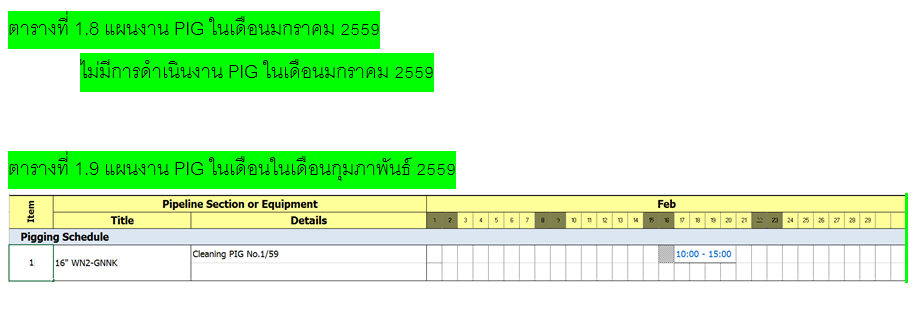 ตารางที่ 1.8 แผนงาน PIG ในเดือนมกราคม 2559
ไม่มีการดำเนินงาน PIG ในเดือนมกราคม 2559
ตารางที่ 1.9 แผนงาน PIG ในเดือนในเดือนกุมภาพันธ์ 2559
Item Pipeline Section or Equipment Feb
Title Details 1 2 3 4 5 6 7 8 9 10 11 12 13 14 15 16 17 18 19 20 21 22 23 24 25 26 27 28 29
Pigging Schedule
1 16" WN2-GNNK Cleaning PIG No.1/59 10:00 - 15:00